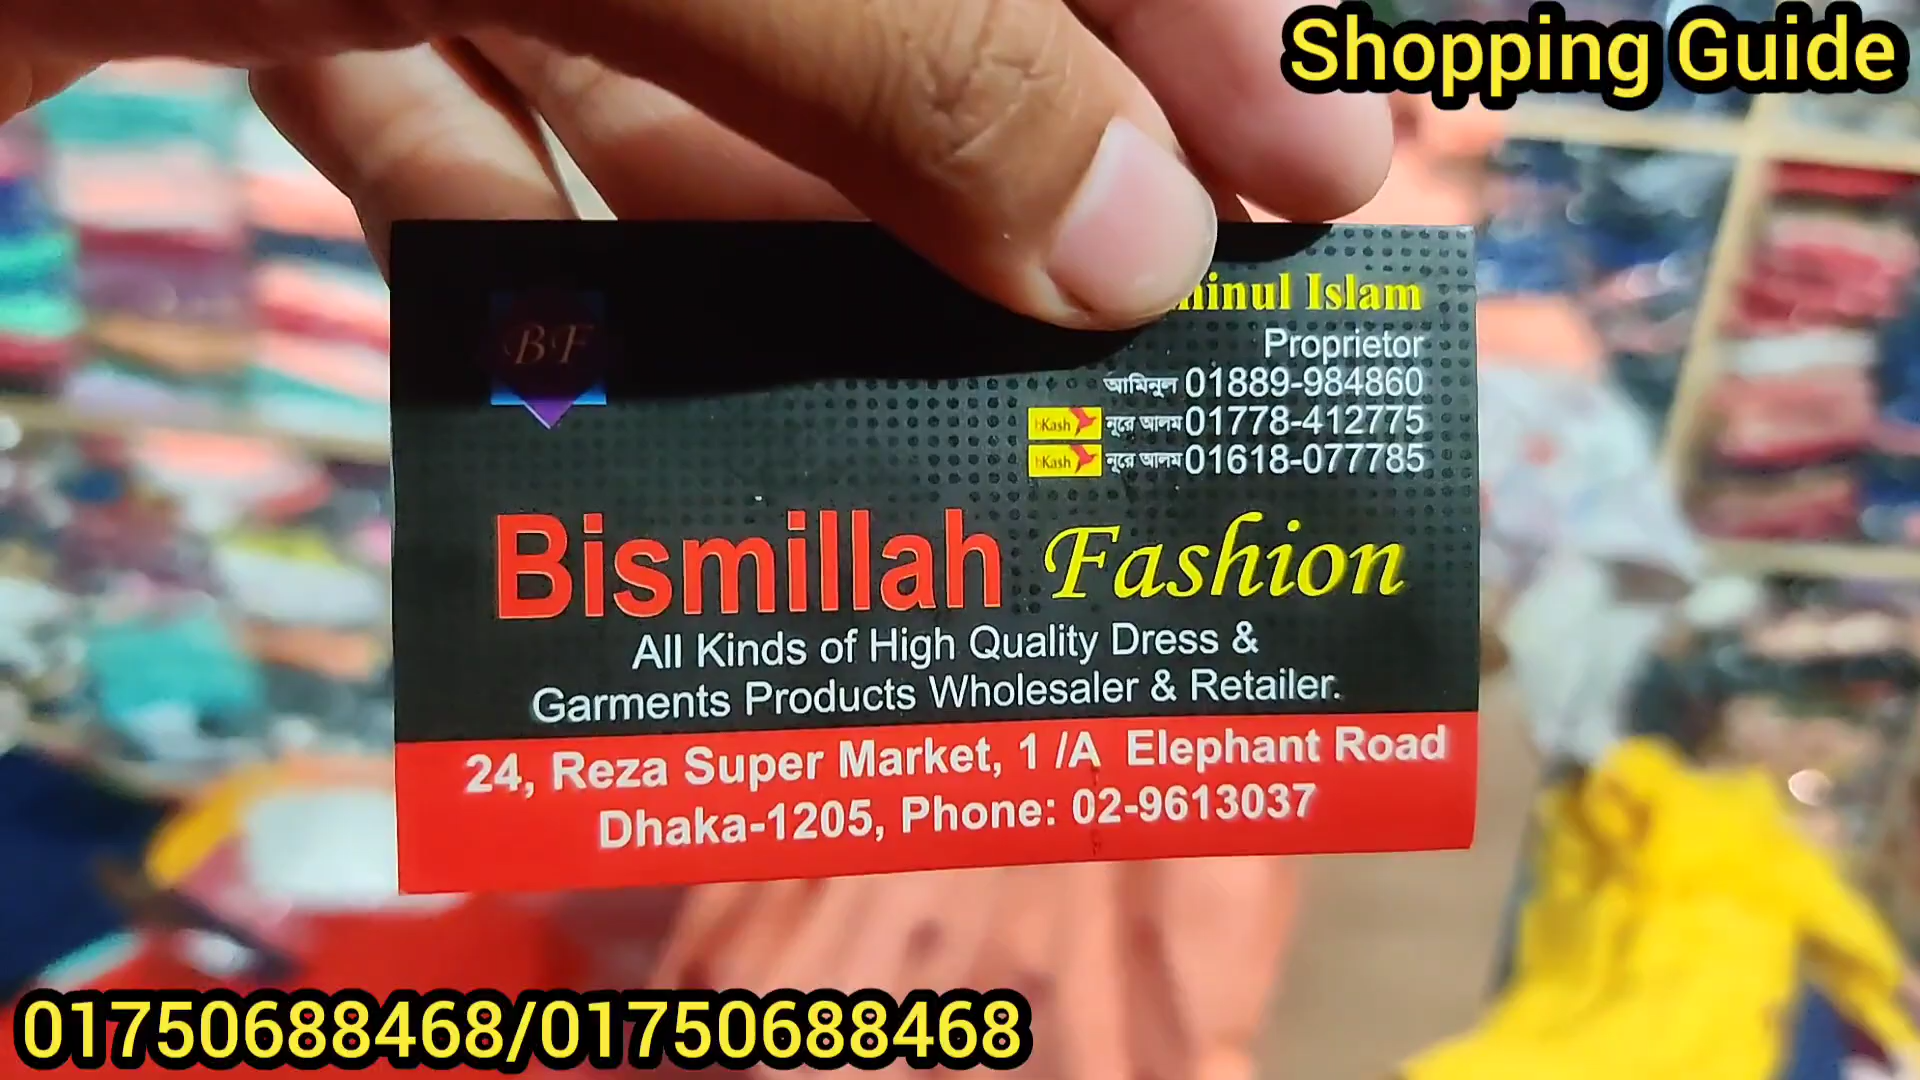 Shopping Guide
BF
Islam
Proprietor
আমিনুল 01889-984860
bKash নূরে আলম 01778-412775
bKash নূরে আলম 01618-077785
Bismillah Fashion
All Kinds of High Quality Dress &
Garments Products Wholesaler & Retailer.
24, Reza Super Market, 1 /A Elephant Road
Dhaka-1205, Phone: 02-9613037
01750688468/01750688468